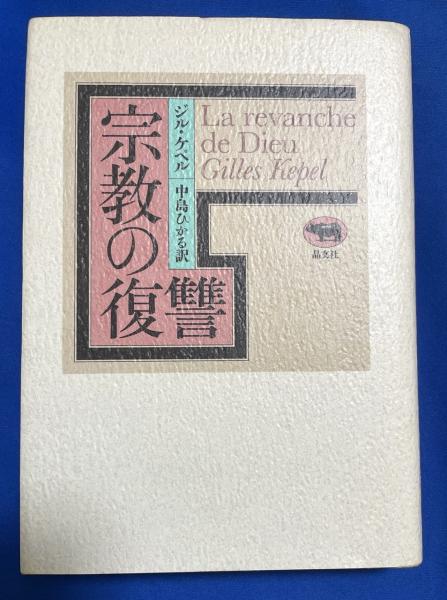 宗教の復讐
ジル・ケペル
中島ひかる訳
La revanche
de Dieu
Gilles Kepel
晶文社